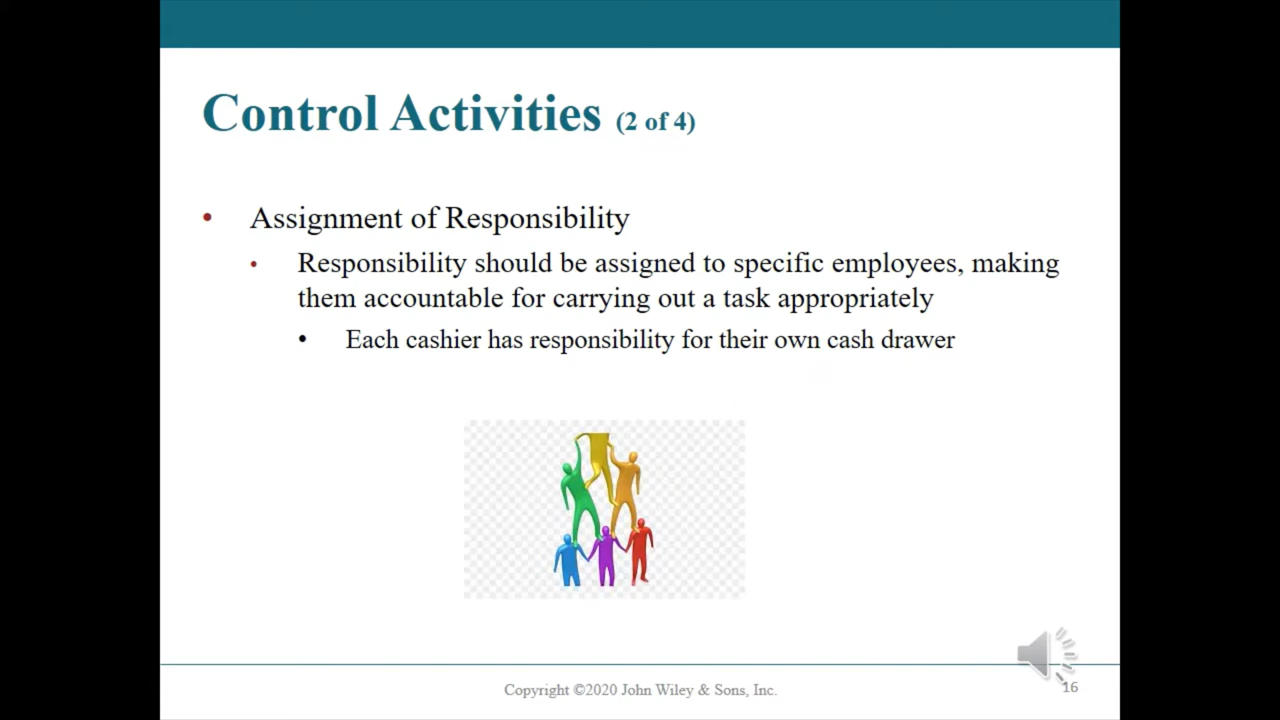 Control Activities (2 of 4)
• Assignment of Responsibility
• Responsibility should be assigned to specific employees, making
them accountable for carrying out a task appropriately
• Each cashier has responsibility for their own cash drawer
Copyright ©2020 John Wiley & Sons, Inc.
16